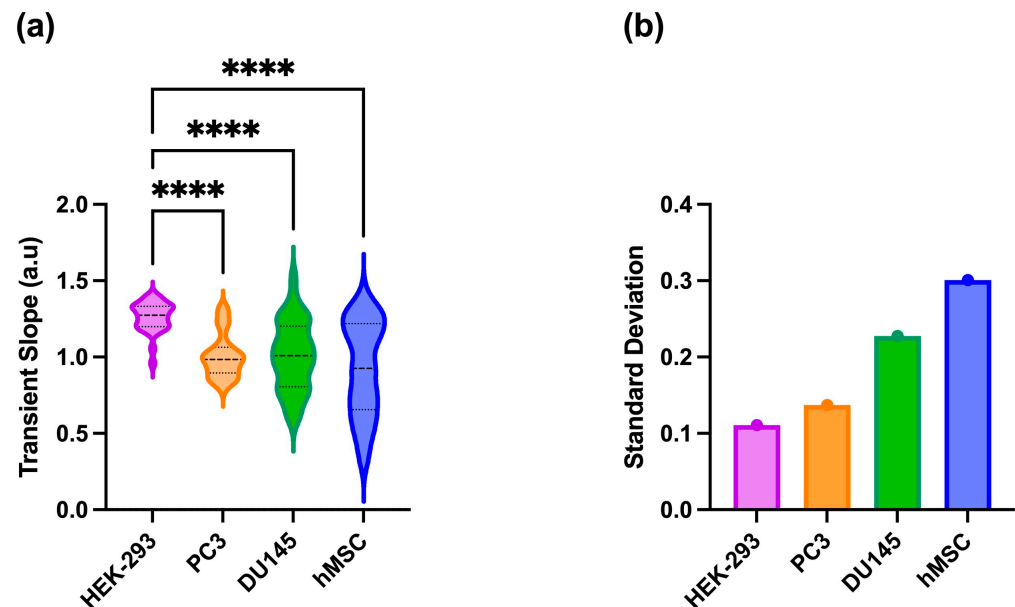 (a)
****
****
****
Transient Slope (a.u)
2.0
1.5
1.0
0.5
0.0
HEK-293
PC3
DU145
hMSC
(b)
Standard Deviation
0.4
0.3
0.2
0.1
0.0
HEK-293
PC3
DU145
hMSC